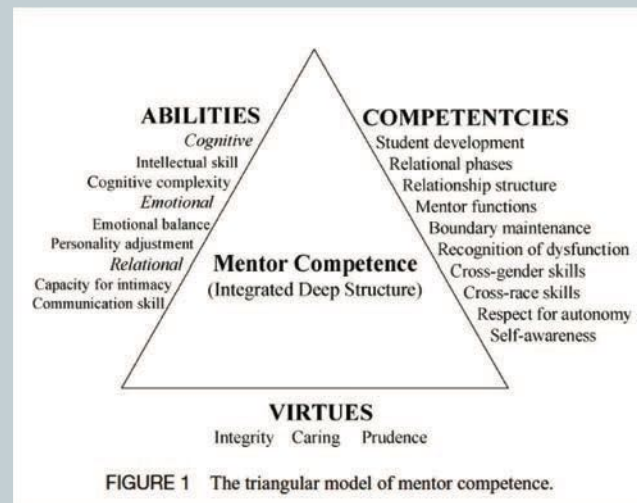 ABILITIES
Cognitive
Intellectual skill
Cognitive complexity
Emotional
Emotional balance
Personality adjustment
Relational
Capacity for intimacy
Communication skill
COMPETENTCIES
Student development
Relational phases
Relationship structure
Mentor functions
Boundary maintenance
Recognition of dysfunction
Cross-gender skills
Cross-race skills
Respect for autonomy
Self-awareness
Mentor Competence
(Integrated Deep Structure)
VIRTUES
Integrity Caring Prudence
FIGURE 1 The triangular model of mentor competence.